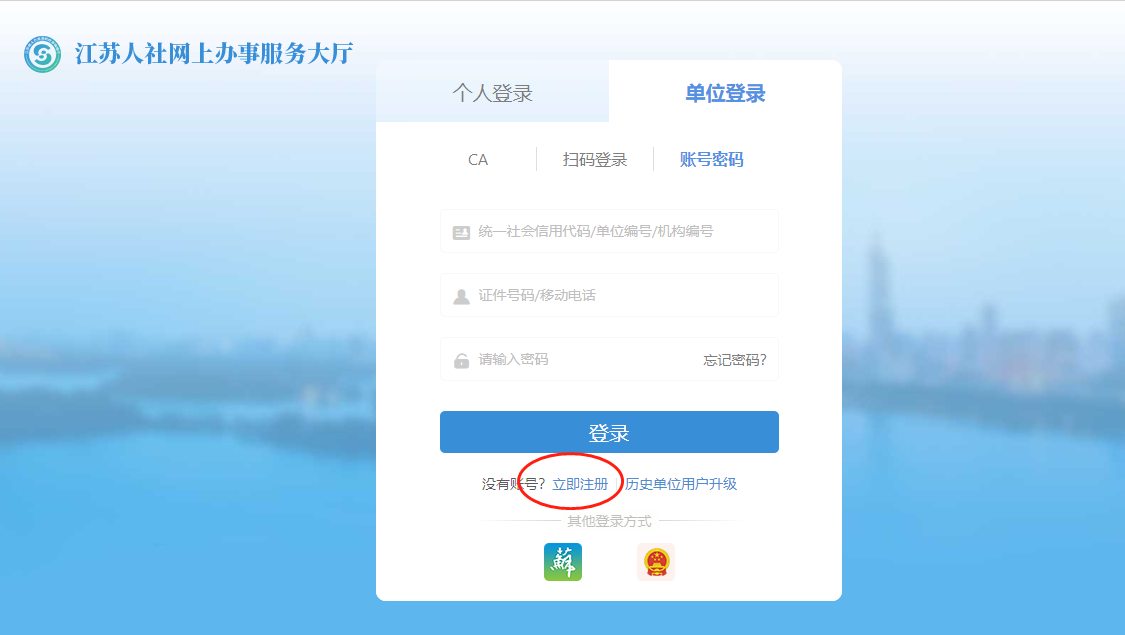 江苏人社网上办事服务大厅
个人登录 单位登录
CA 扫码登录 账号密码
统一社会信用代码/单位编号/机构编号
证件号码/移动电话
请输入密码 忘记密码?
登录
没有账号? 立即注册 历史单位用户升级
其他登录方式
蘇